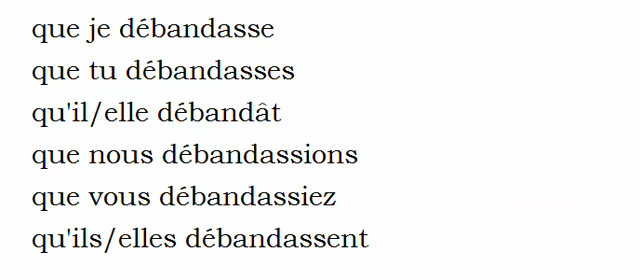 que je débandasse
que tu débandasses
qu'il/elle débandât
que nous débandassions
que vous débandassiez
qu'ils/elles débandassent